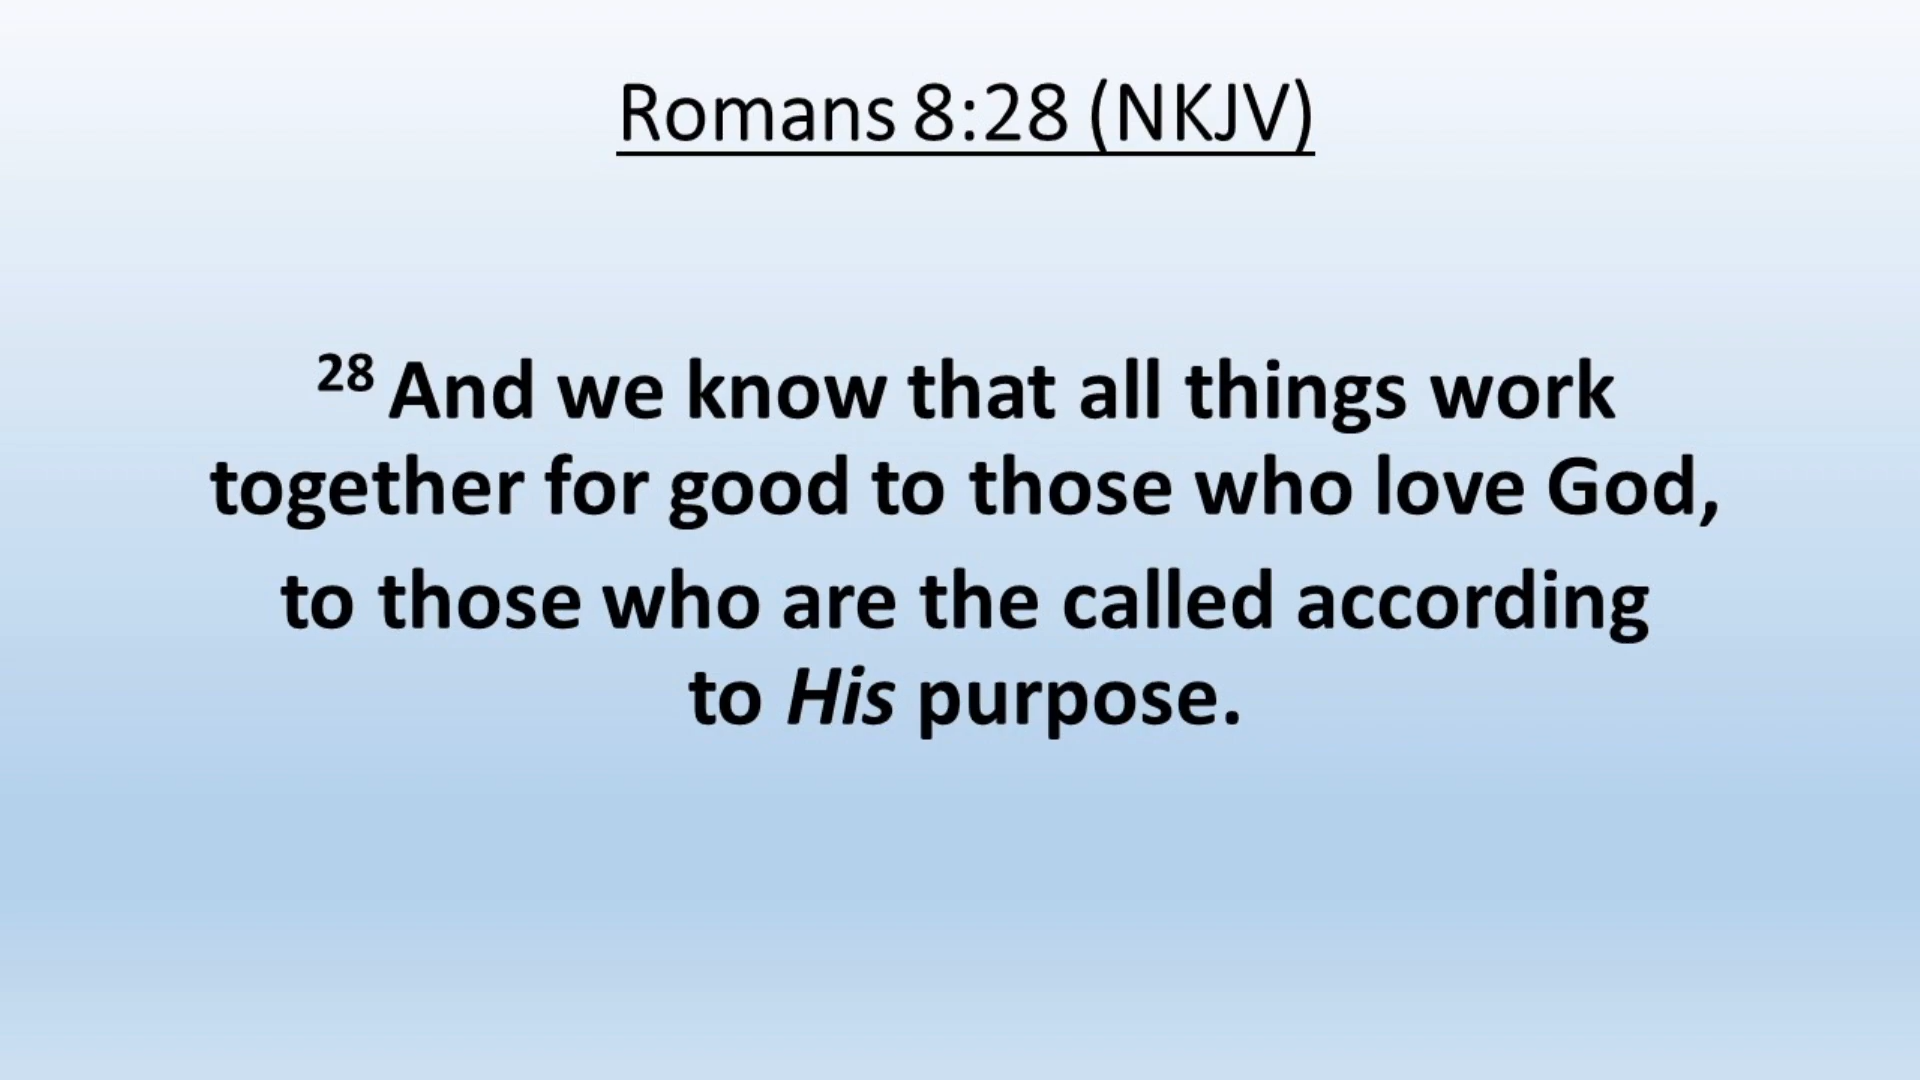 Romans 8:28 (NKJV)
28 And we know that all things work
together for good to those who love God,
to those who are the called according
to His purpose.